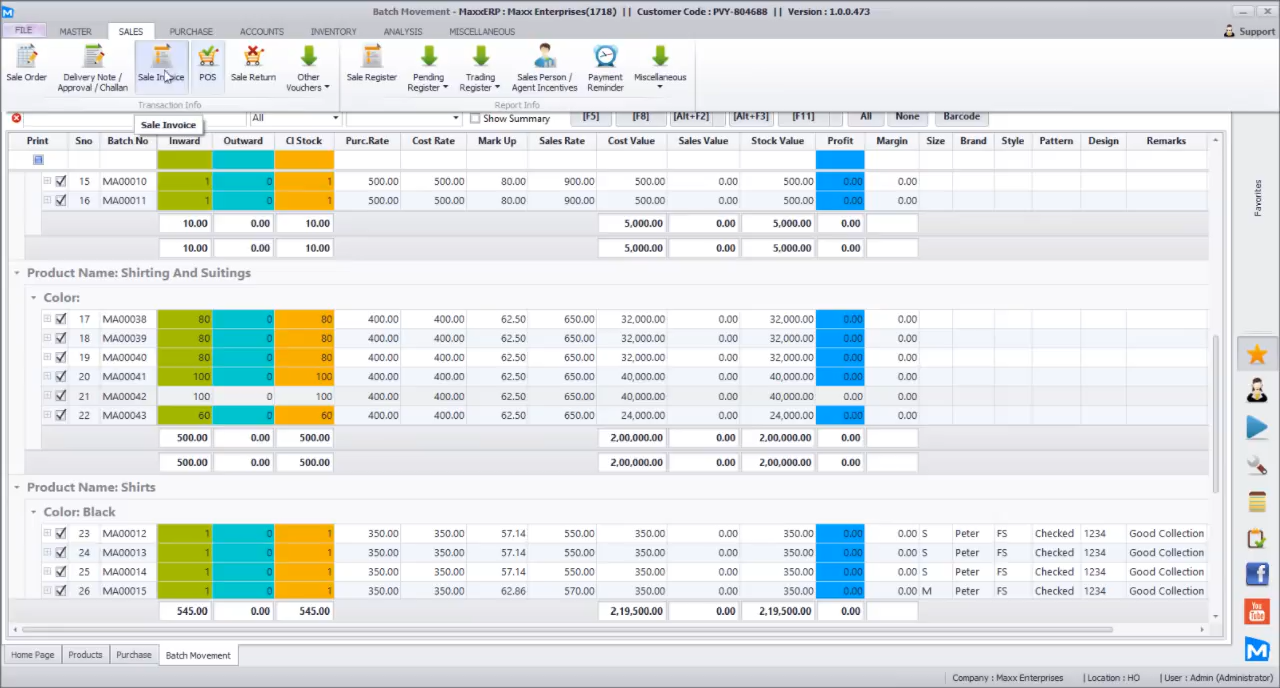 Batch Movement - MaxxERP : Maxx Enterprises(1718) || Customer Code : PVY-804688 || Version : 1.0.0.473
FILE MASTER SALES PURCHASE ACCOUNTS INVENTORY ANALYSIS MISCELLANEOUS Support
Sale Order Delivery Note / Approval / Challan Sale Invoice POS Sale Return Other Vouchers Sale Register Pending Register Trading Register Sales Person / Agent Incentives Payment Reminder Miscellaneous
Transaction Info Report Info
All Show Summary [F5] [F8] [Alt+F2] [Alt+F3] [F11] All None Barcode
Sale Invoice
Print Sno Batch No Inward Outward Cl Stock Purc.Rate Cost Rate Mark Up Sales Rate Cost Value Sales Value Stock Value Profit Margin Size Brand Style Pattern Design Remarks
15 MA00010 1 0 1 500.00 500.00 80.00 900.00 500.00 0.00 500.00 0.00 0.00
16 MA00011 1 0 1 500.00 500.00 80.00 900.00 500.00 0.00 500.00 0.00 0.00
10.00 0.00 10.00 5,000.00 0.00 5,000.00 0.00
10.00 0.00 10.00 5,000.00 0.00 5,000.00 0.00
Product Name: Shirting And Suitings
Color:
17 MA00038 80 0 80 400.00 400.00 62.50 650.00 32,000.00 0.00 32,000.00 0.00 0.00
18 MA00039 80 0 80 400.00 400.00 62.50 650.00 32,000.00 0.00 32,000.00 0.00 0.00
19 MA00040 80 0 80 400.00 400.00 62.50 650.00 32,000.00 0.00 32,000.00 0.00 0.00
20 MA00041 100 0 100 400.00 400.00 62.50 650.00 40,000.00 0.00 40,000.00 0.00 0.00
21 MA00042 100 0 100 400.00 400.00 62.50 650.00 40,000.00 0.00 40,000.00 0.00 0.00
22 MA00043 60 0 60 400.00 400.00 62.50 650.00 24,000.00 0.00 24,000.00 0.00 0.00
500.00 0.00 500.00 2,00,000.00 0.00 2,00,000.00 0.00
500.00 0.00 500.00 2,00,000.00 0.00 2,00,000.00 0.00
Product Name: Shirts
Color: Black
23 MA00012 1 0 1 350.00 350.00 57.14 550.00 350.00 0.00 350.00 0.00 0.00 S Peter FS Checked 1234 Good Collection
24 MA00013 1 0 1 350.00 350.00 57.14 550.00 350.00 0.00 350.00 0.00 0.00 S Peter FS Checked 1234 Good Collection
25 MA00014 1 0 1 350.00 350.00 57.14 550.00 350.00 0.00 350.00 0.00 0.00 S Peter FS Checked 1234 Good Collection
26 MA00015 1 0 1 350.00 350.00 62.86 570.00 350.00 0.00 350.00 0.00 0.00 M Peter FS Checked 1234 Good Collection
545.00 0.00 545.00 2,19,500.00 0.00 2,19,500.00 0.00
Favorites
You Tube
Home Page Products Purchase Batch Movement
Company : Maxx Enterprises | Location : HO | User : Admin (Administrator)